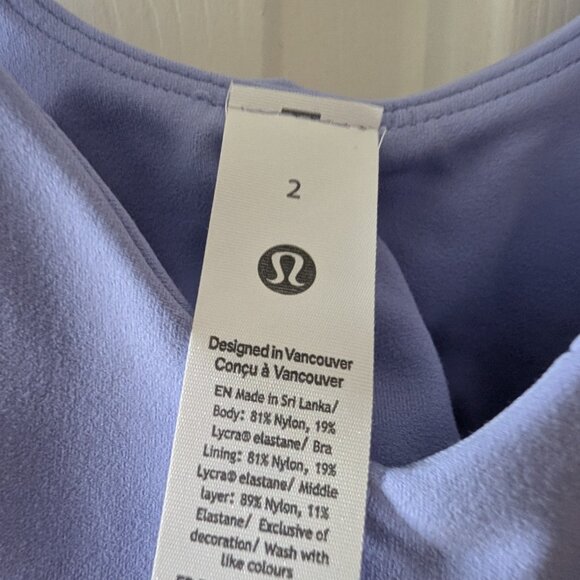 2
Designed in Vancouver
Conçu à Vancouver
EN Made in Sri Lanka/
Body: 81% Nylon, 19%
Lycra® elastane/ Bra
Lining: 81% Nylon, 19%
Lycra® elastane/ Middle
layer: 89% Nylon, 11%
Elastane/ Exclusive of
decoration/ Wash with
like colours